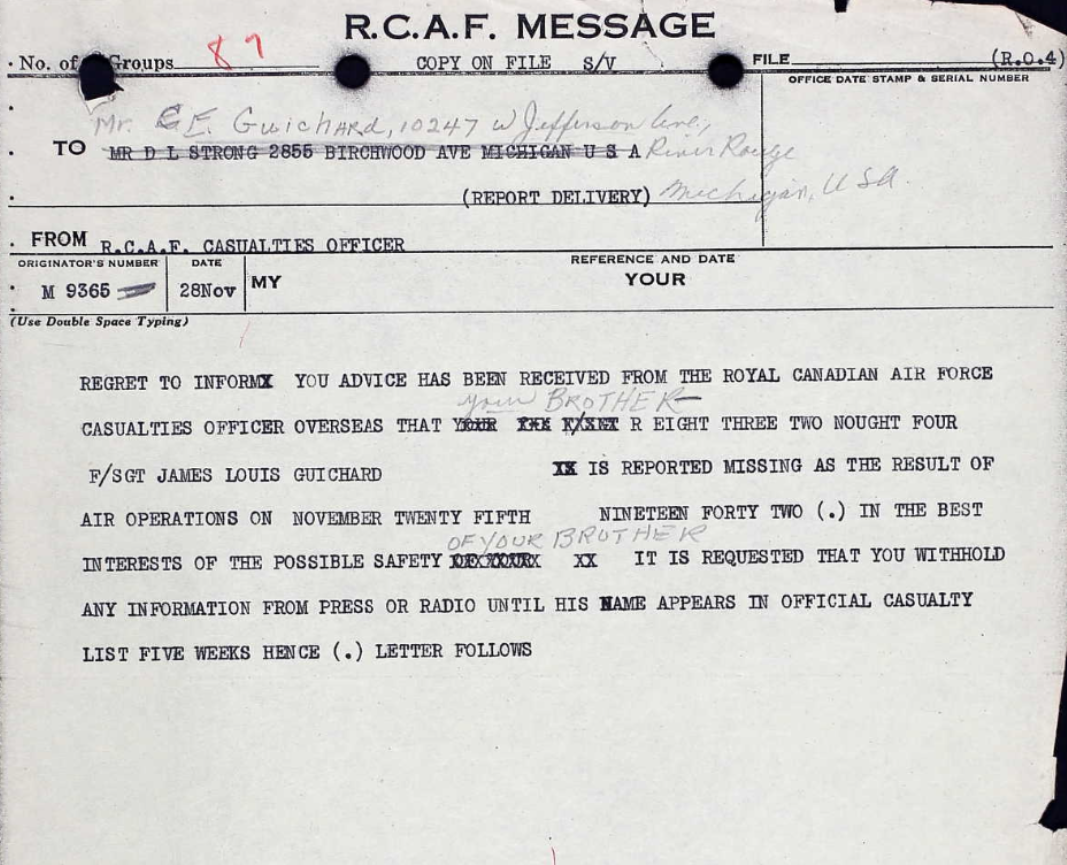 R.C.A.F. MESSAGE
No. of Groups 87 COPY ON FILE S/V FILE (R.O.4)
OFFICE DATE STAMP & SERIAL NUMBER
Mr. E. Guichard, 10247 W Jefferson Ave.,
TO MR D L STRONG 2855 BIRCHWOOD AVE MICHIGAN U S A River Rouge
(REPORT DELIVERY) Michigan, USA.
FROM R.C.A.F. CASUALTIES OFFICER
ORIGINATOR'S NUMBER DATE REFERENCE AND DATE
M 9365 28Nov MY YOUR
(Use Double Space Typing)
REGRET TO INFORMX YOU ADVICE HAS BEEN RECEIVED FROM THE ROYAL CANADIAN AIR FORCE
your BROTHER
CASUALTIES OFFICER OVERSEAS THAT YOUR R EIGHT THREE TWO NOUGHT FOUR
F/SGT JAMES LOUIS GUICHARD XX IS REPORTED MISSING AS THE RESULT OF
AIR OPERATIONS ON NOVEMBER TWENTY FIFTH NINETEEN FORTY TWO (.) IN THE BEST
OF YOUR BROTHER
INTERESTS OF THE POSSIBLE SAFETY XX IT IS REQUESTED THAT YOU WITHHOLD
ANY INFORMATION FROM PRESS OR RADIO UNTIL HIS NAME APPEARS IN OFFICIAL CASUALTY
LIST FIVE WEEKS HENCE (.) LETTER FOLLOWS